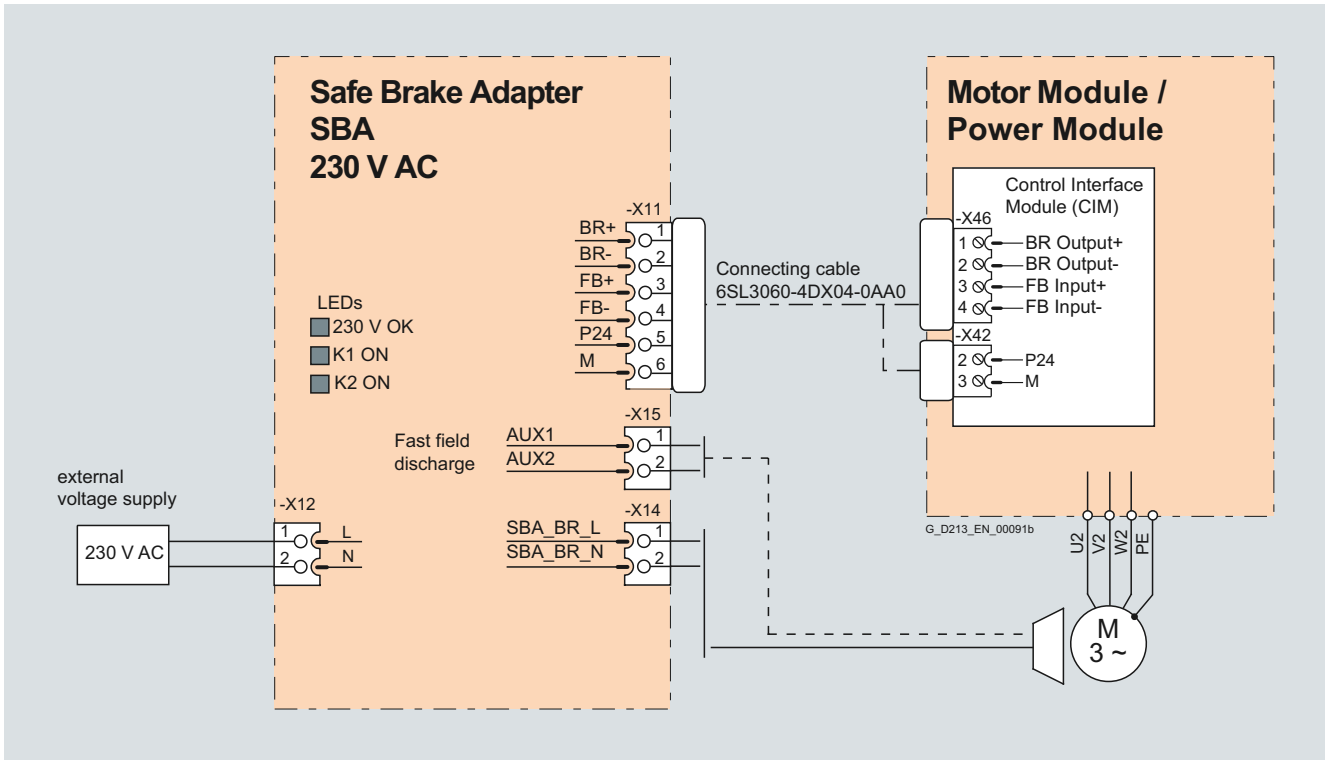 Safe Brake Adapter
SBA
230 V AC
Motor Module /
Power Module
Control Interface
Module (CIM)
-X11
BR+ 1
BR- 2
FB+ 3
FB- 4
P24 5
M 6
Connecting cable
6SL3060-4DX04-0AA0
-X46
1 BR Output+
2 BR Output-
3 FB Input+
4 FB Input-
-X42
2 P24
3 M
LEDs
230 V OK
K1 ON
K2 ON
-X15
Fast field
discharge
AUX1 1
AUX2 2
external
voltage supply
230 V AC
-X12
1 L
2 N
-X14
SBA_BR_L 1
SBA_BR_N 2
G_D213_EN_00091b
U2
V2
W2
PE
M
3 ~